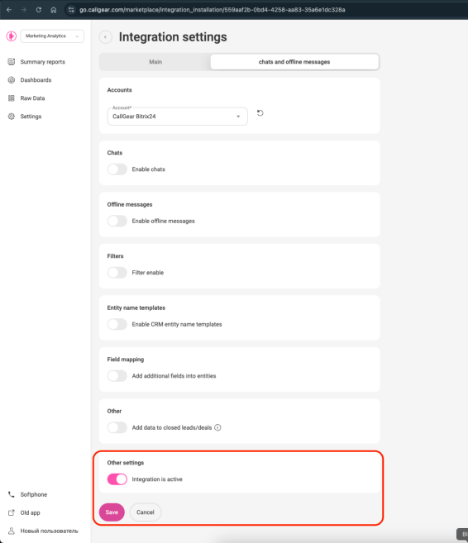 go.callgear.com/marketplace/integration_installation/559eaf2b-0bd4-4258-aa83-35a6e1dc328a
Marketing Analytics
Integration settings
Main
chats and offline messages
Summary reports
Dashboards
Raw Data
Settings
Accounts
Account*
CallGear Bitrix24
Chats
Enable chats
Offline messages
Enable offline messages
Filters
Filter enable
Entity name templates
Enable CRM entity name templates
Field mapping
Add additional fields into entities
Other
Add data to closed leads/deals
Other settings
Integration is active
Save
Cancel
Softphone
Old app
Новый пользователь